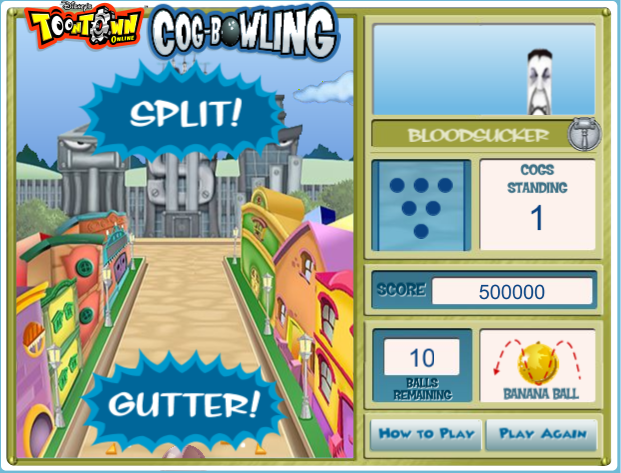 Disney's
TOONTOWN
ONLINE
COG-BOWLING
SPLIT!
GUTTER!
BLOODSUCKER
COGS
STANDING
1
SCORE 500000
10
BALLS
REMAINING
BANANA BALL
HOW TO PLAY
PLAY AGAIN